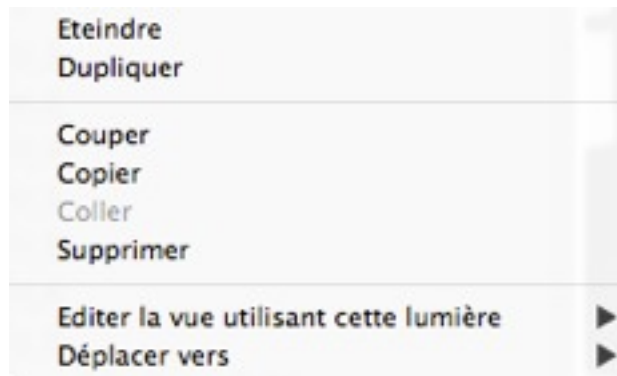 Eteindre
Dupliquer
Couper
Copier
Coller
Supprimer
Editer la vue utilisant cette lumière
Déplacer vers